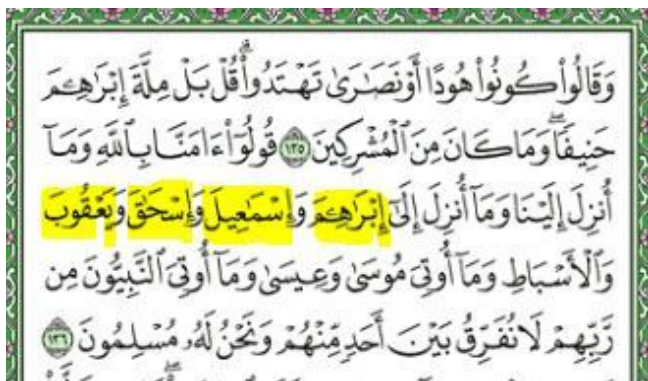 وَقَالُوا۟ كُونُوا۟ هُودًا أَوْ نَصَـٰرَىٰ تَهْتَدُوا۟ ۗ قُلْ بَلْ مِلَّةَ إِبْرَٰهِـۧمَ
حَنِيفًا ۖ وَمَا كَانَ مِنَ ٱلْمُشْرِكِينَ ١٣٥ قُولُوٓا۟ ءَامَنَّا بِٱللَّهِ وَمَآ
أُنزِلَ إِلَيْنَا وَمَآ أُنزِلَ إِلَىٰٓ إِبْرَٰهِـۧمَ وَإِسْمَـٰعِيلَ وَإِسْحَـٰقَ وَيَعْقُوبَ
وَٱلْأَسْبَاطِ وَمَآ أُوتِىَ مُوسَىٰ وَعِيسَىٰ وَمَآ أُوتِىَ ٱلنَّبِيُّونَ مِن
رَّبِّهِمْ لَا نُفَرِّقُ بَيْنَ أَحَدٍ مِّنْهُمْ وَنَحْنُ لَهُۥ مُسْلِمُونَ ١٣٦